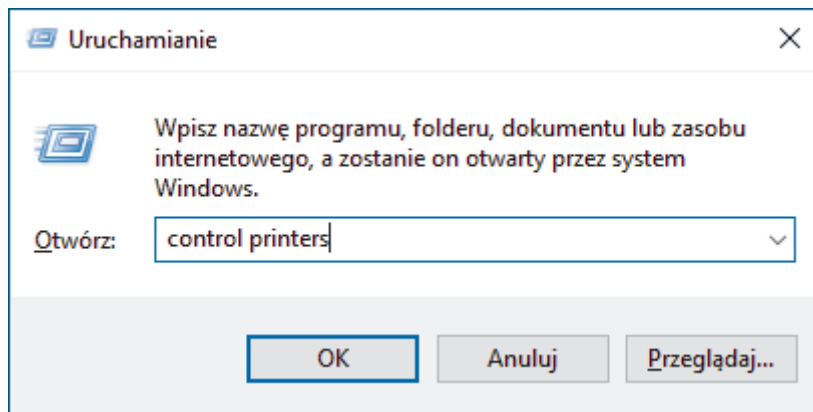 Uruchamianie
Wpisz nazwę programu, folderu, dokumentu lub zasobu
internetowego, a zostanie on otwarty przez system
Windows.
Otwórz: control printers
OK Anuluj Przeglądaj...